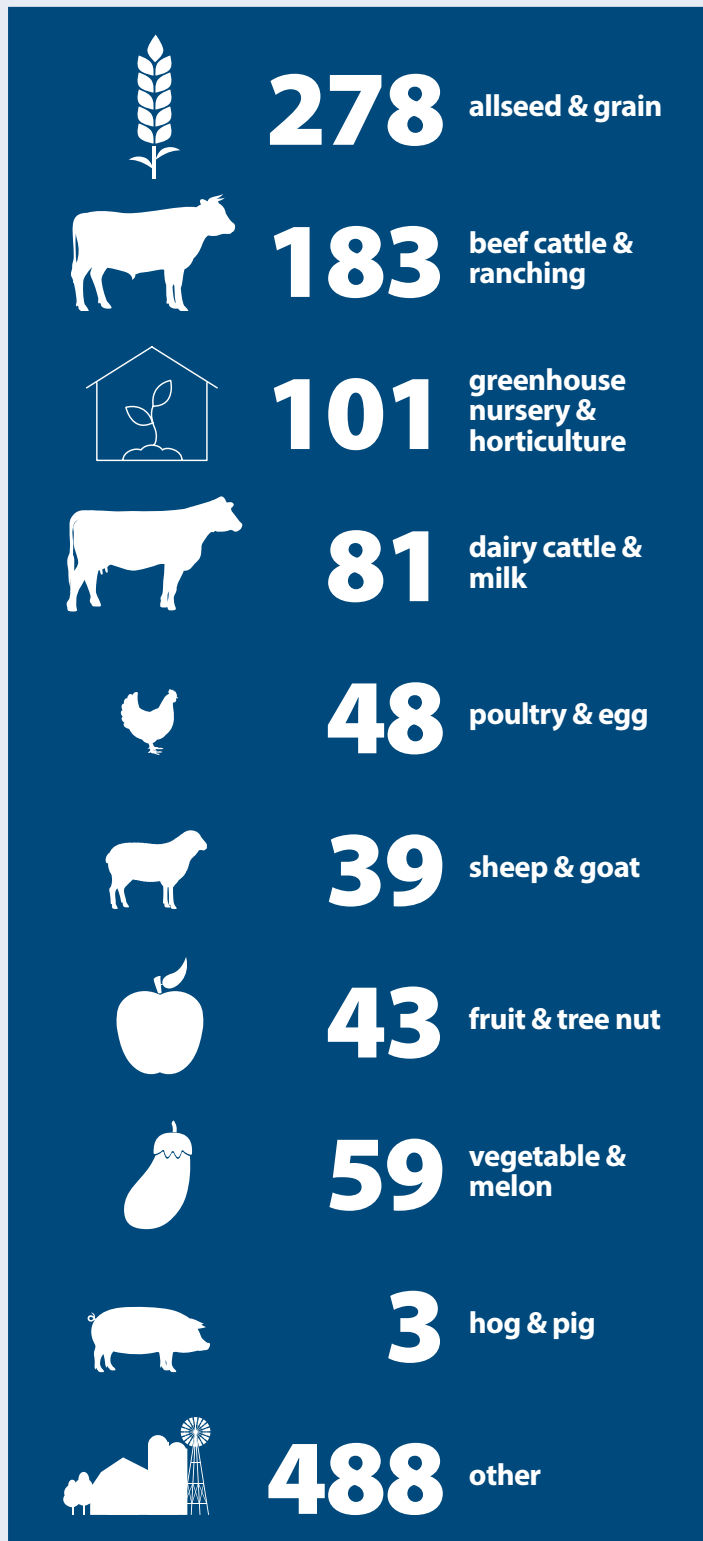 278 allseed & grain
183 beef cattle &
ranching
101 greenhouse
nursery &
horticulture
81 dairy cattle &
milk
48 poultry & egg
39 sheep & goat
43 fruit & tree nut
59 vegetable &
melon
3 hog & pig
488 other